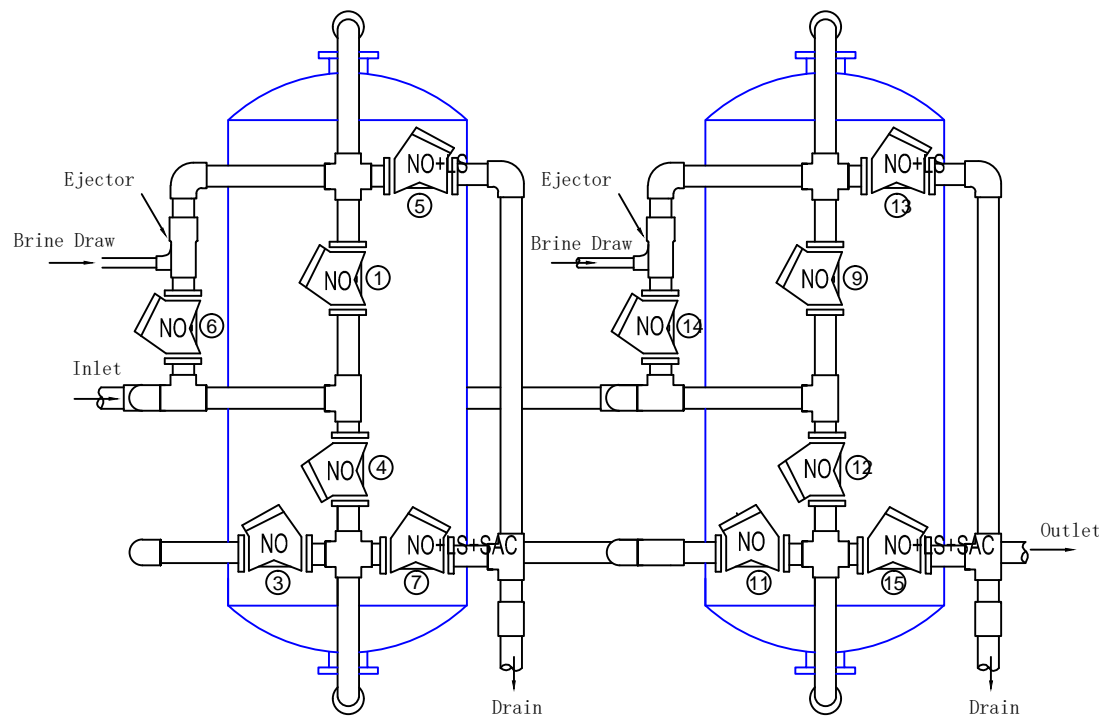 NO+LS
NO+LS
Ejector
Ejector
5
13
Brine Draw
Brine Draw
NO
1
NO
9
NO
6
NO
14
Inlet
NO
4
NO
12
Outlet
NO
NO+LS+SAC
NO
NO+LS+SAC
3
7
11
15
Drain
Drain